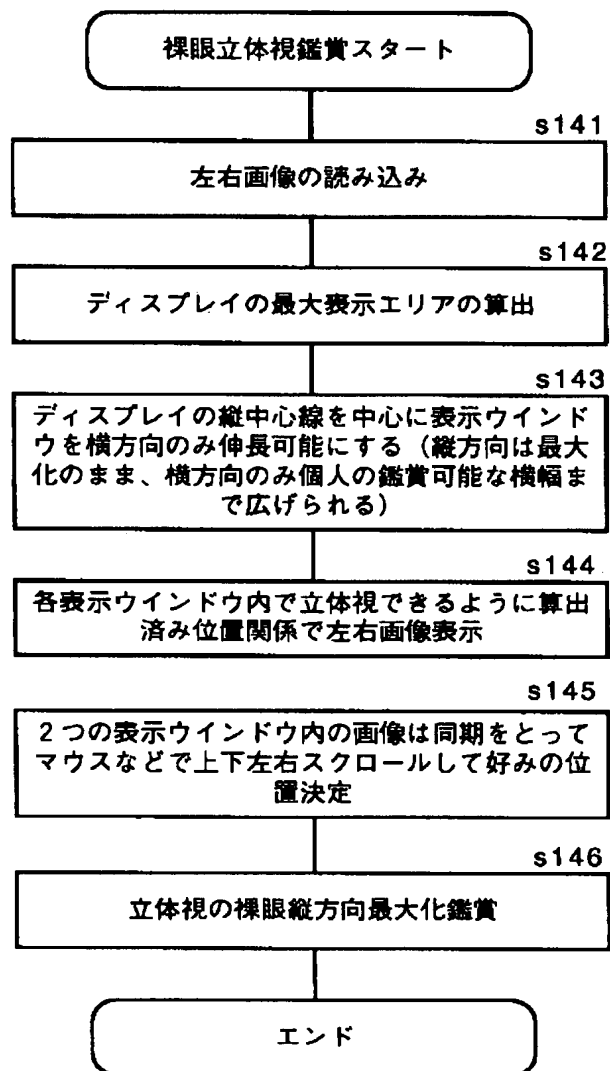 裸眼立体視鑑賞スタート
s141
左右画像の読み込み
s142
ディスプレイの最大表示エリアの算出
s143
ディスプレイの縦中心線を中心に表示ウインド
ウを横方向のみ伸長可能にする（縦方向は最大
化のまま、横方向のみ個人の鑑賞可能な横幅ま
で広げられる）
s144
各表示ウインドウ内で立体視できるように算出
済み位置関係で左右画像表示
s145
２つの表示ウインドウ内の画像は同期をとって
マウスなどで上下左右スクロールして好みの位
置決定
s146
立体視の裸眼縦方向最大化鑑賞
エンド